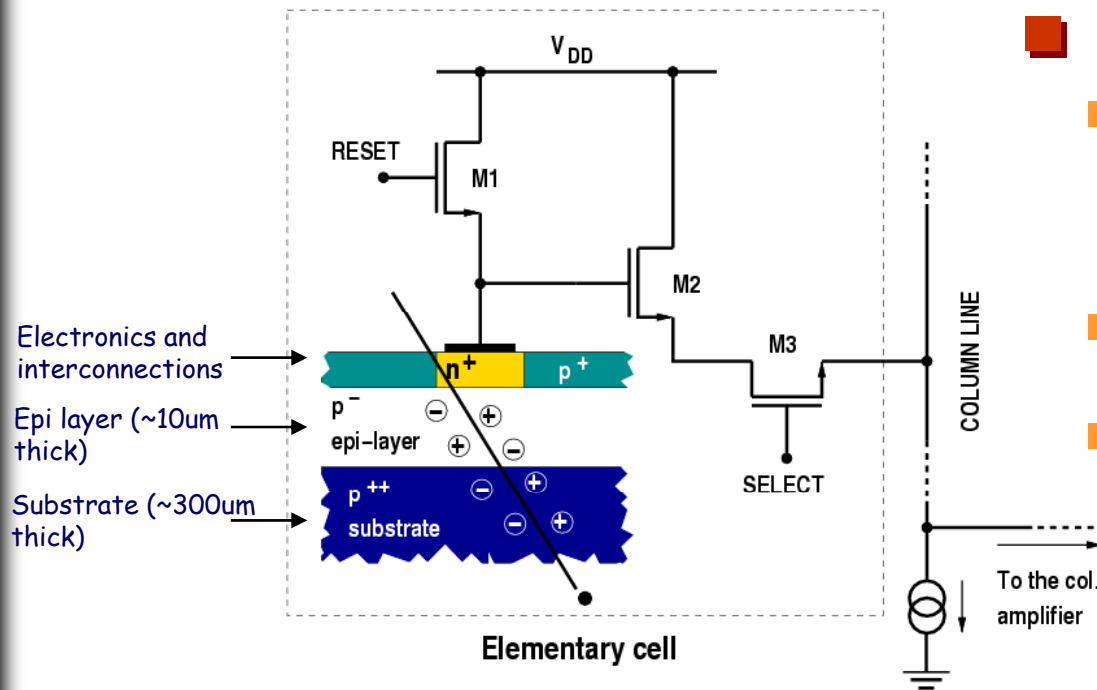 V DD
RESET
M1
M2
M3
COLUMN LINE
SELECT
Electronics and
interconnections
n+
p+
Epi layer (~10um
thick)
p−
epi−layer
Substrate (~300um
thick)
p++
substrate
To the col.
amplifier
Elementary cell